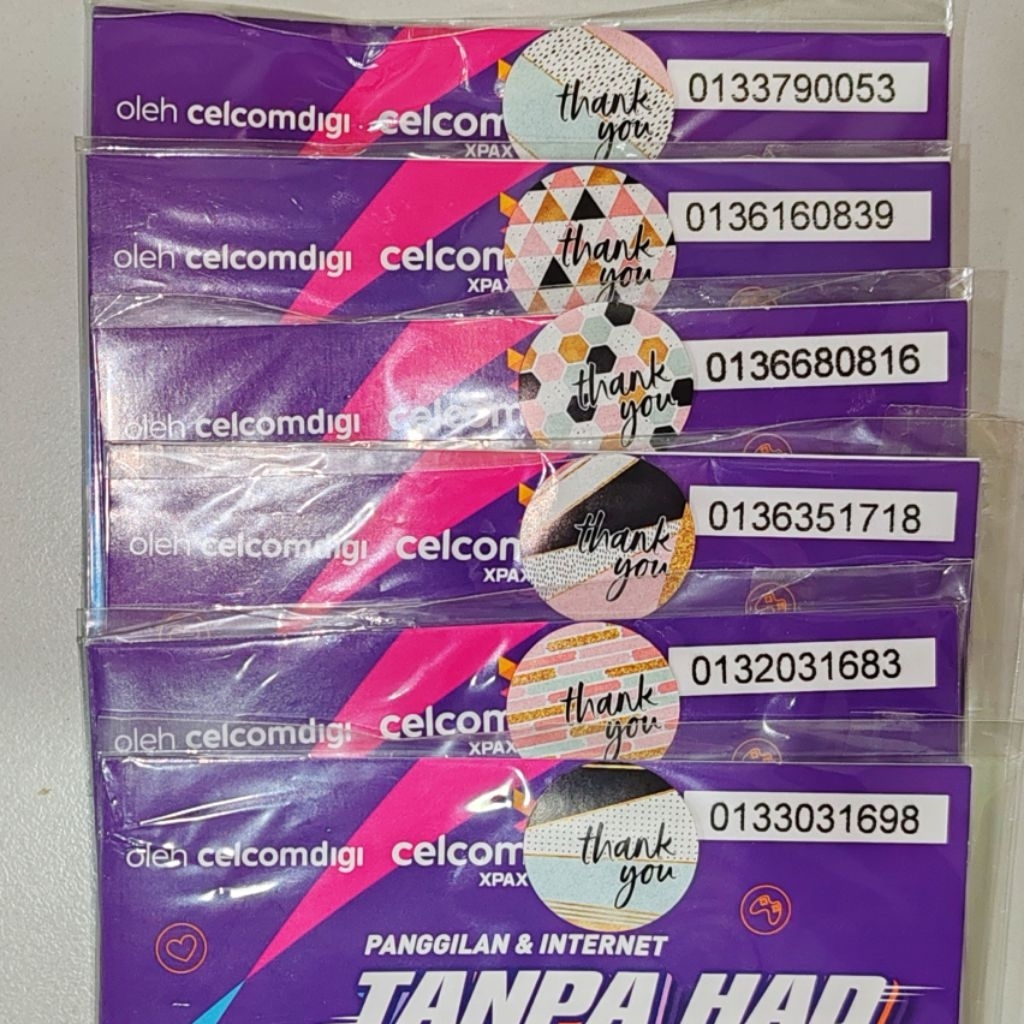 oleh celcomdigi celcom thank you 0133790053
XPAX
oleh celcomdigi celcom thank you 0136160839
XPAX
oleh celcomdigi celcom thank you 0136680816
oleh celcomdigi celcom thank you 0136351718
XPAX
oleh celcomdigi celcom thank you 0132031683
XPAX
oleh celcomdigi celcom thank you 0133031698
XPAX
PANGGILAN & INTERNET
TANPA HAD